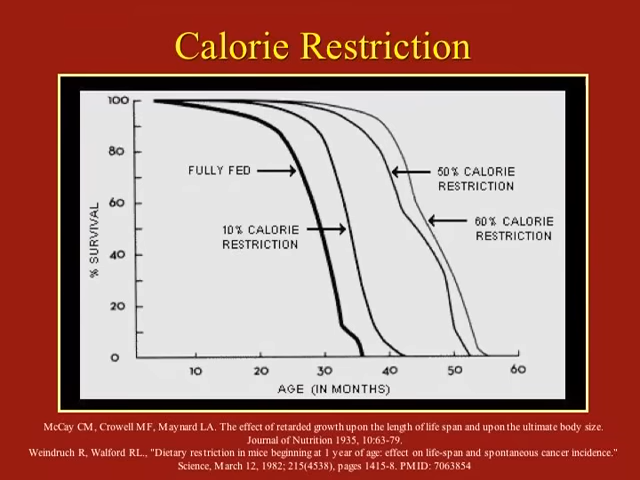 Calorie Restriction
100
80
60
40
20
0
% SURVIVAL
FULLY FED
10% CALORIE
RESTRICTION
50% CALORIE
RESTRICTION
60% CALORIE
RESTRICTION
10 20 30 40 50 60
AGE (IN MONTHS)
McCay CM, Crowell MF, Maynard LA. The effect of retarded growth upon the length of life span and upon the ultimate body size.
Journal of Nutrition 1935, 10:63-79.
Weindruch R, Walford RL., "Dietary restriction in mice beginning at 1 year of age: effect on life-span and spontaneous cancer incidence."
Science, March 12, 1982; 215(4538), pages 1415-8. PMID: 7063854